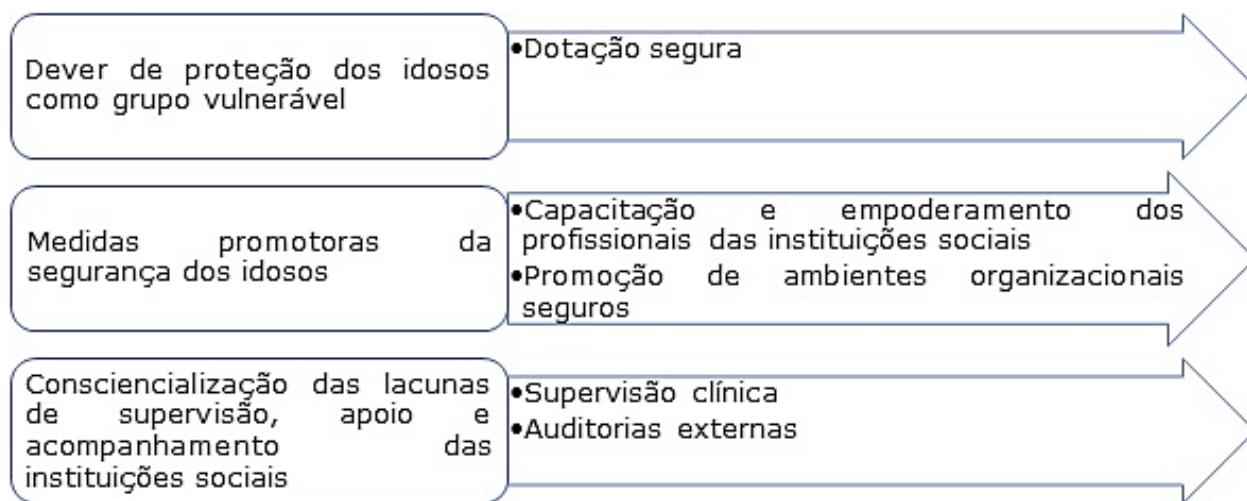 Dever de proteção dos idosos
como grupo vulnerável
•Dotação segura
Medidas promotoras da
segurança dos idosos
•Capacitação e empoderamento dos
profissionais das instituições sociais
•Promoção de ambientes organizacionais
seguros
Consciencialização das lacunas
de supervisão, apoio e
acompanhamento das
instituições sociais
•Supervisão clínica
•Auditorias externas